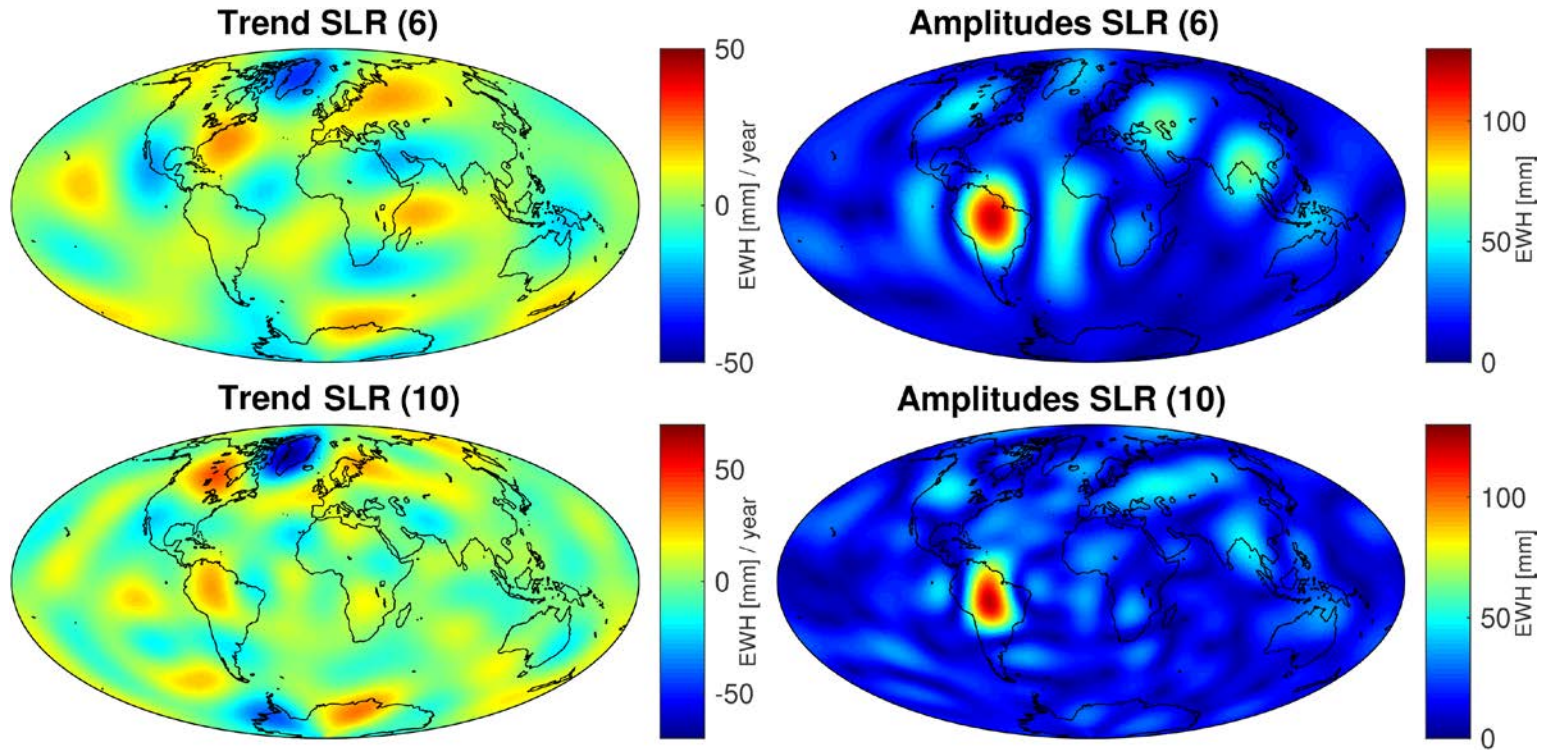 Trend SLR (6)
50
0
-50
EWH [mm] / year
Amplitudes SLR (6)
100
50
0
EWH [mm]
Trend SLR (10)
50
0
-50
EWH [mm] / year
Amplitudes SLR (10)
100
50
0
EWH [mm]